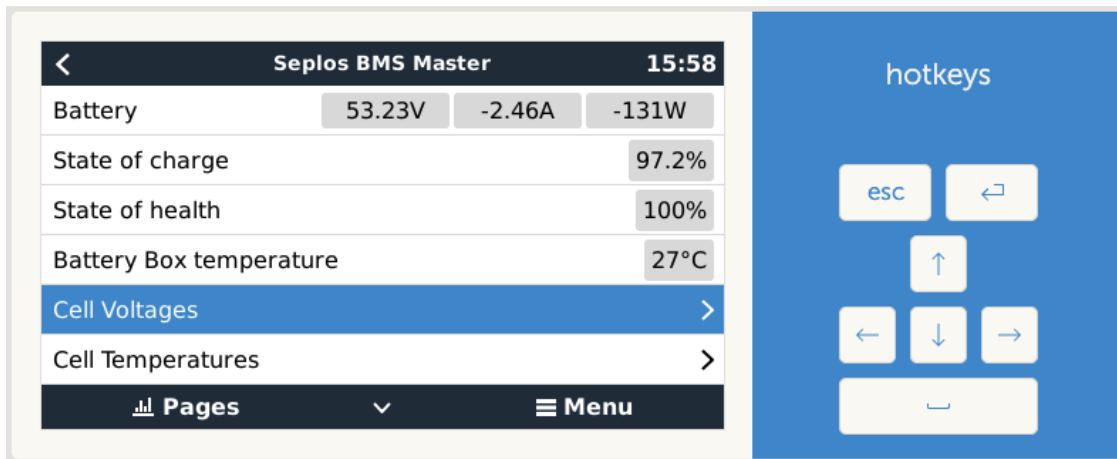 Seplos BMS Master 15:58
Battery 53.23V -2.46A -131W
State of charge 97.2%
State of health 100%
Battery Box temperature 27°C
Cell Voltages
Cell Temperatures
Pages Menu
hotkeys
esc